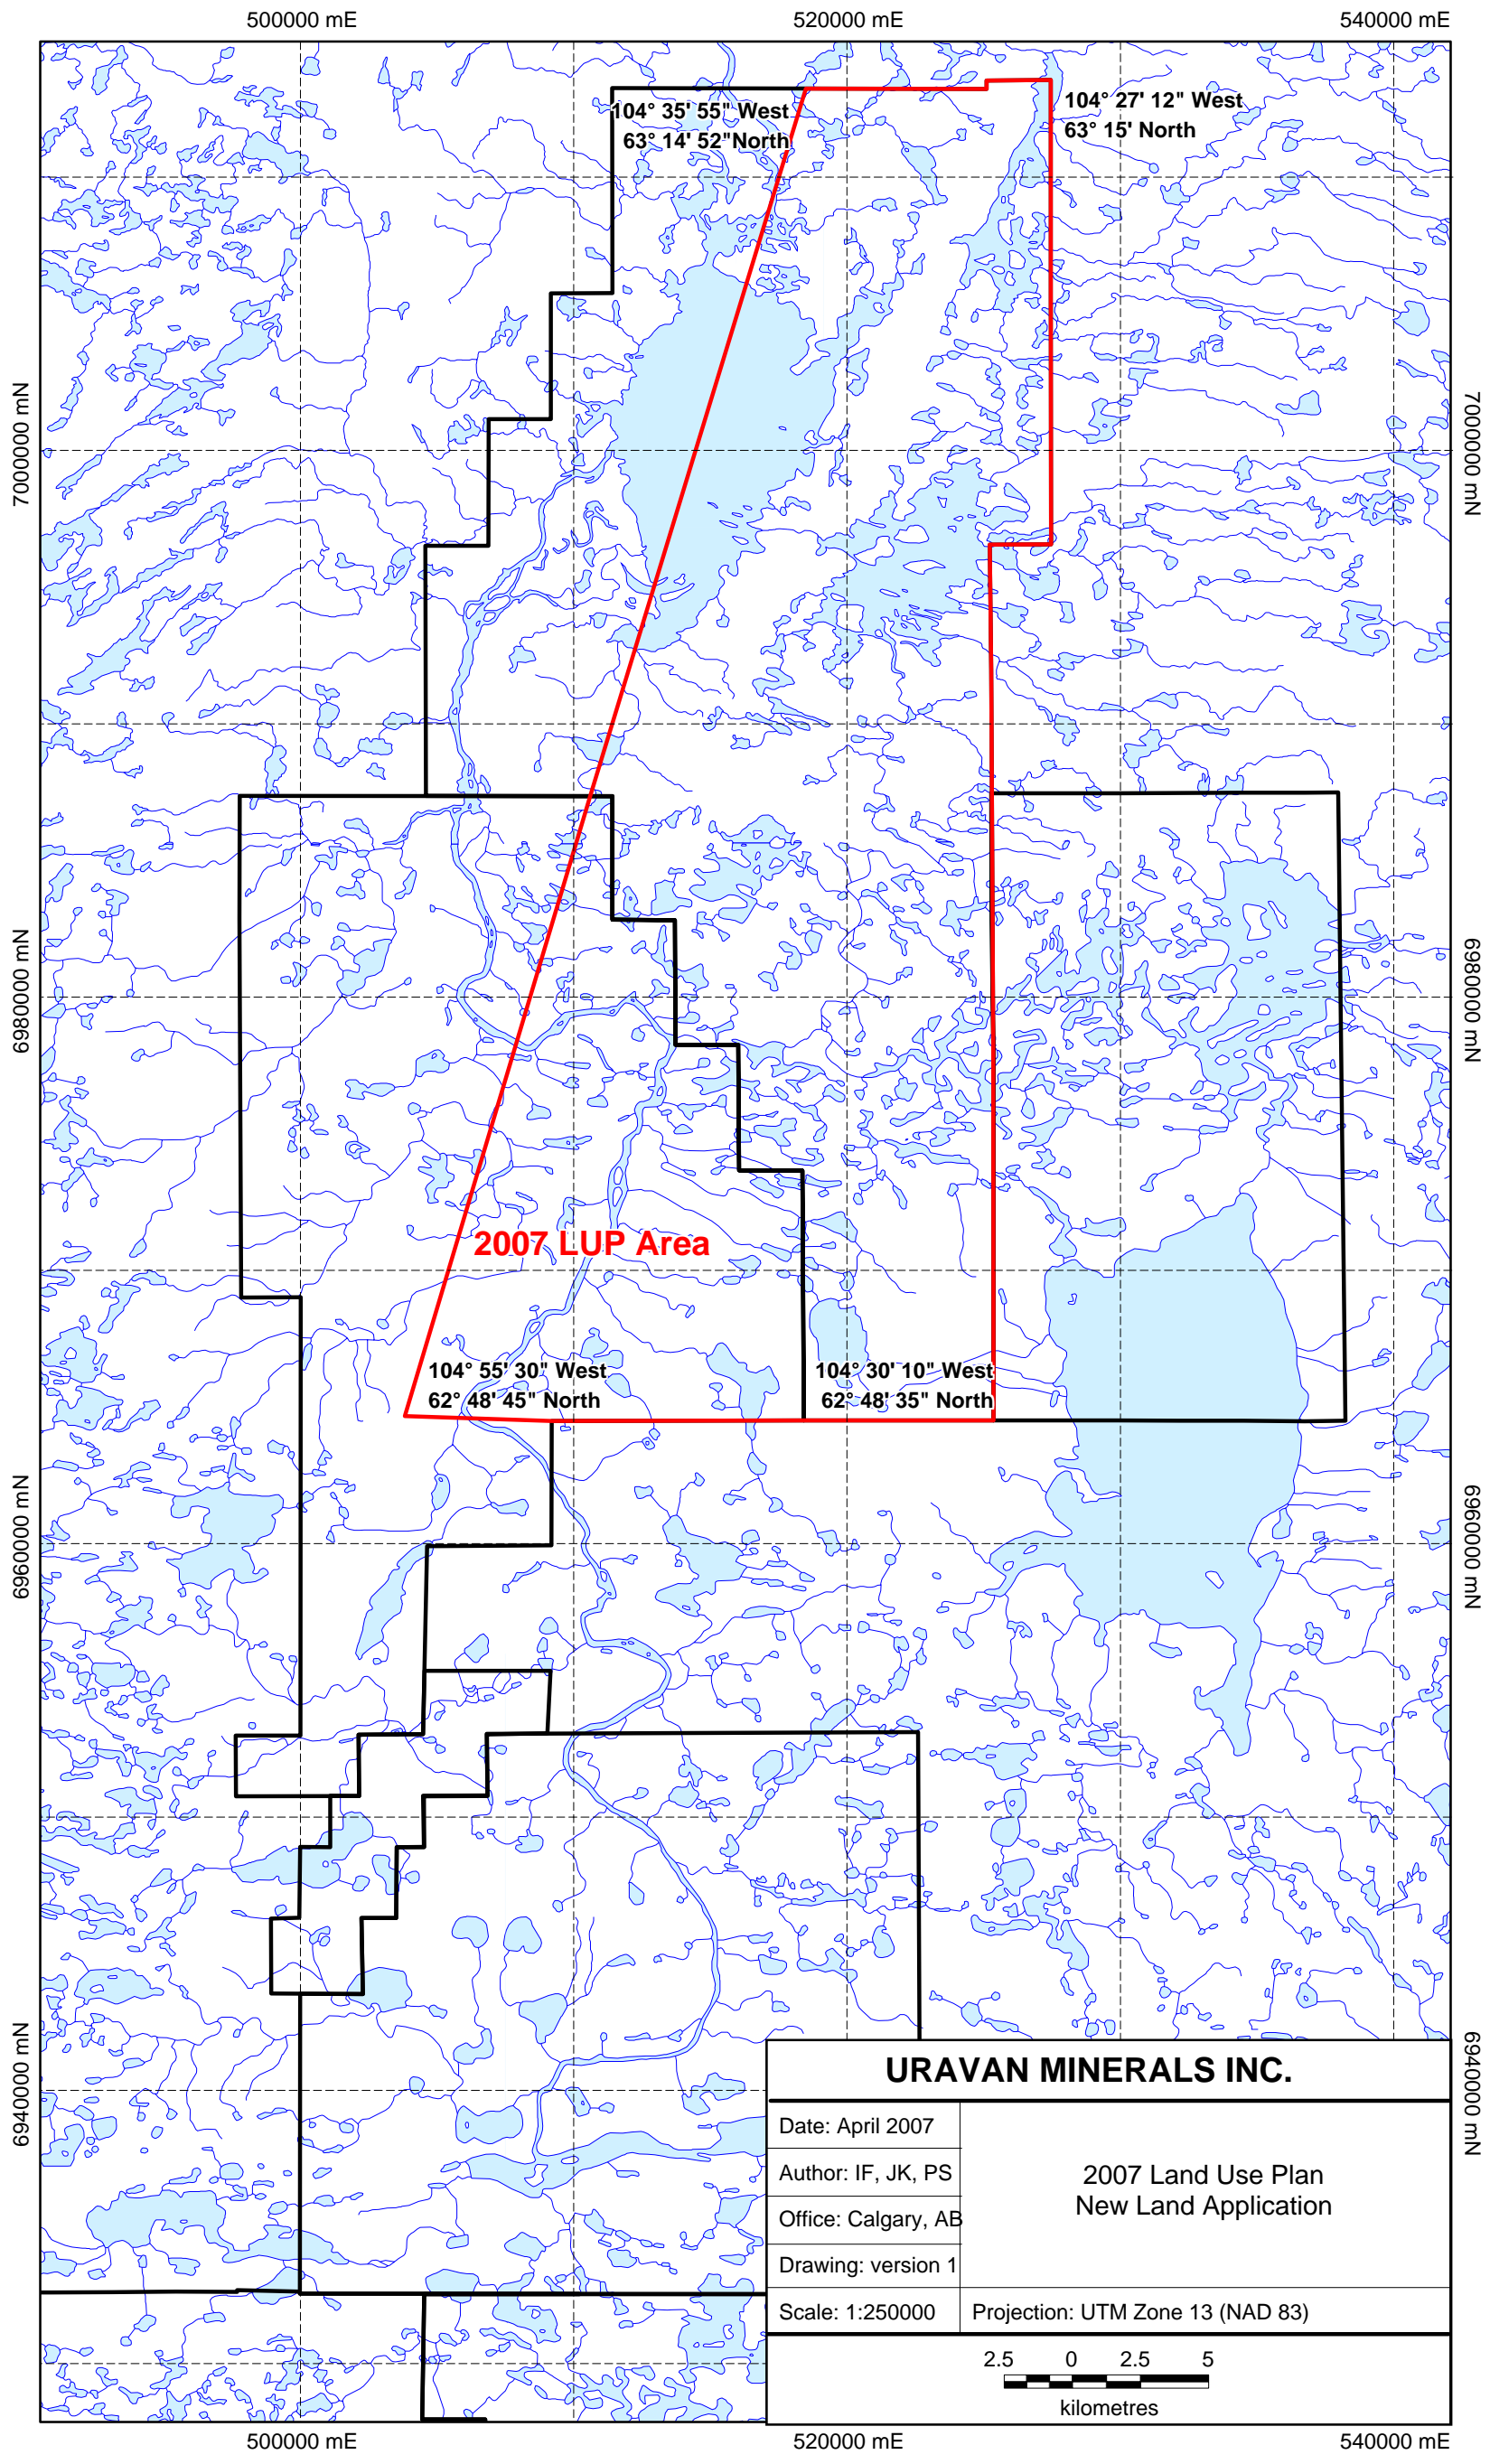 500000 mE
520000 mE
540000 mE
104° 35' 55" West
63° 14' 52"North
104° 27' 12" West
63° 15' North
7000000 mN
7000000 mN
6980000 mN
6980000 mN
2007 LUP Area
104° 55' 30" West
62° 48' 45" North
104° 30' 10" West
62° 48' 35" North
6960000 mN
6960000 mN
6940000 mN
6940000 mN
URAVAN MINERALS INC.
Date: April 2007
Author: IF, JK, PS
Office: Calgary, AB
Drawing: version 1
2007 Land Use Plan
New Land Application
Scale: 1:250000
Projection: UTM Zone 13 (NAD 83)
2.5 0 2.5 5
kilometres
500000 mE
520000 mE
540000 mE